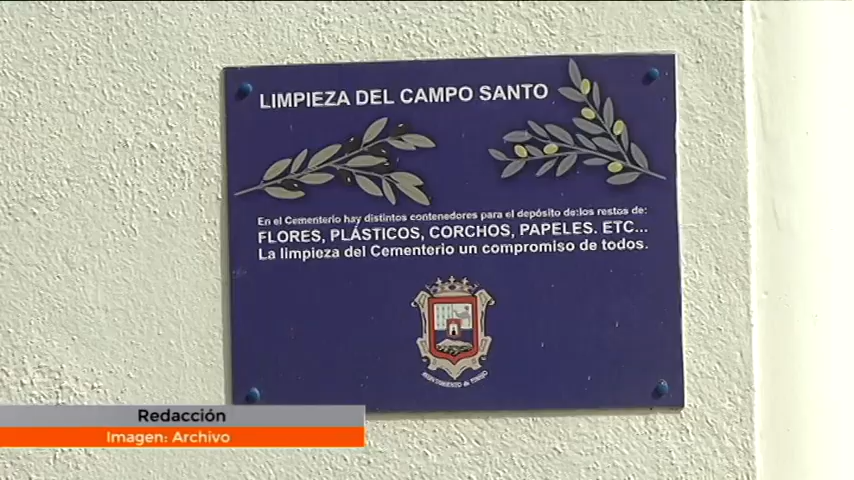 LIMPIEZA DEL CAMPO SANTO
En el Cementerio hay distintos contenedores para el depósito de los restos de:
FLORES, PLÁSTICOS, CORCHOS, PAPELES. ETC...
La limpieza del Cementerio un compromiso de todos.
Redacción
Imagen: Archivo